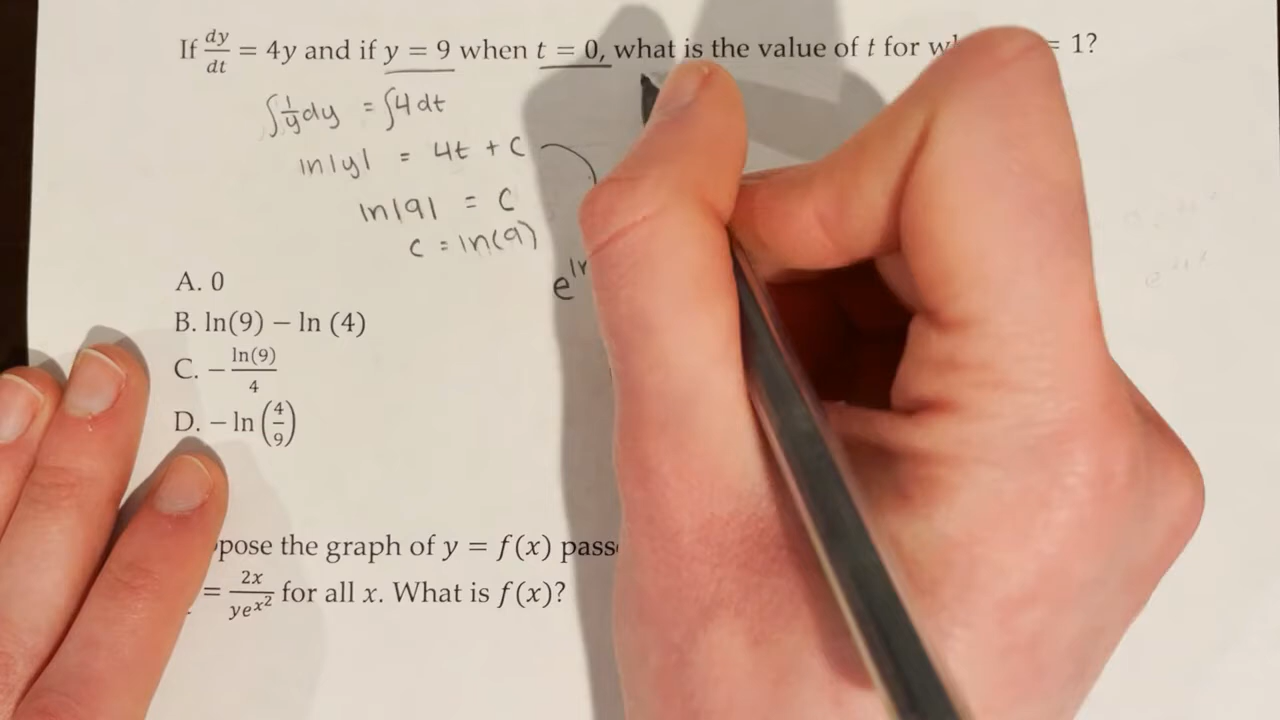 If dy/dt = 4y and if y = 9 when t = 0, what is the value of t for = 1?
∫1/y dy = ∫4 dt
ln|y| = 4t + C
ln|9| = C
C = ln(9)
e^ln
A. 0
B. ln(9) – ln (4)
C. – ln(9)/4
D. – ln (4/9)
pose the graph of y = f(x)
= 2x/ye^x² for all x. What is f(x)?